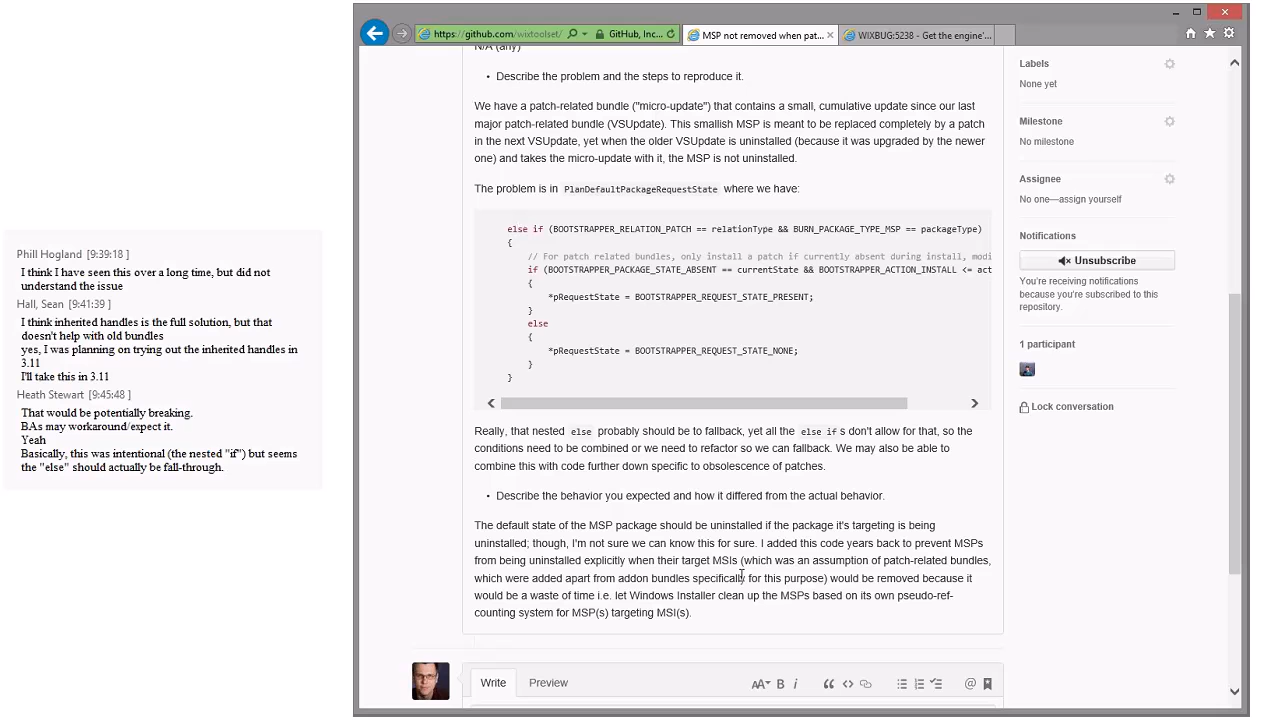 Phill Hogland [9:39:18 ]
I think I have seen this over a long time, but did not
understand the issue
Hall, Sean [9:41:39 ]
I think inherited handles is the full solution, but that
doesn't help with old bundles
yes, I was planning on trying out the inherited handles in
3.11
I'll take this in 3.11
Heath Stewart [9:45:48 ]
That would be potentially breaking.
BAs may workaround/expect it.
Yeah
Basically, this was intentional (the nested "if") but seems
the "else" should actually be fall-through.
https://github.com/wixtoolset/
GitHub, Inc...
MSP not removed when pat...
WIXBUG:5238 - Get the engine'...
N/A (any)
• Describe the problem and the steps to reproduce it.
We have a patch-related bundle ("micro-update") that contains a small, cumulative update since our last
major patch-related bundle (VSUpdate). This smallish MSP is meant to be replaced completely by a patch
in the next VSUpdate, yet when the older VSUpdate is uninstalled (because it was upgraded by the newer
one) and takes the micro-update with it, the MSP is not uninstalled.
The problem is in PlanDefaultPackageRequestState where we have:
else if (BOOTSTRAPPER_RELATION_PATCH == relationType && BURN_PACKAGE_TYPE_MSP == packageType)
{
// For patch related bundles, only install a patch if currently absent during install, modi
if (BOOTSTRAPPER_PACKAGE_STATE_ABSENT == currentState && BOOTSTRAPPER_ACTION_INSTALL <= act
{
*pRequestState = BOOTSTRAPPER_REQUEST_STATE_PRESENT;
}
else
{
*pRequestState = BOOTSTRAPPER_REQUEST_STATE_NONE;
}
}
Really, that nested else probably should be to fallback, yet all the else if s don't allow for that, so the
conditions need to be combined or we need to refactor so we can fallback. We may also be able to
combine this with code further down specific to obsolescence of patches.
• Describe the behavior you expected and how it differed from the actual behavior.
The default state of the MSP package should be uninstalled if the package it's targeting is being
uninstalled; though, I'm not sure we can know this for sure. I added this code years back to prevent MSPs
from being uninstalled explicitly when their target MSIs (which was an assumption of patch-related bundles,
which were added apart from addon bundles specifically for this purpose) would be removed because it
would be a waste of time i.e. let Windows Installer clean up the MSPs based on its own pseudo-ref-
counting system for MSP(s) targeting MSI(s).
Write
Preview
AA
B
i
@
Labels
None yet
Milestone
No milestone
Assignee
No one—assign yourself
Notifications
Unsubscribe
You're receiving notifications
because you're subscribed to this
repository.
1 participant
Lock conversation